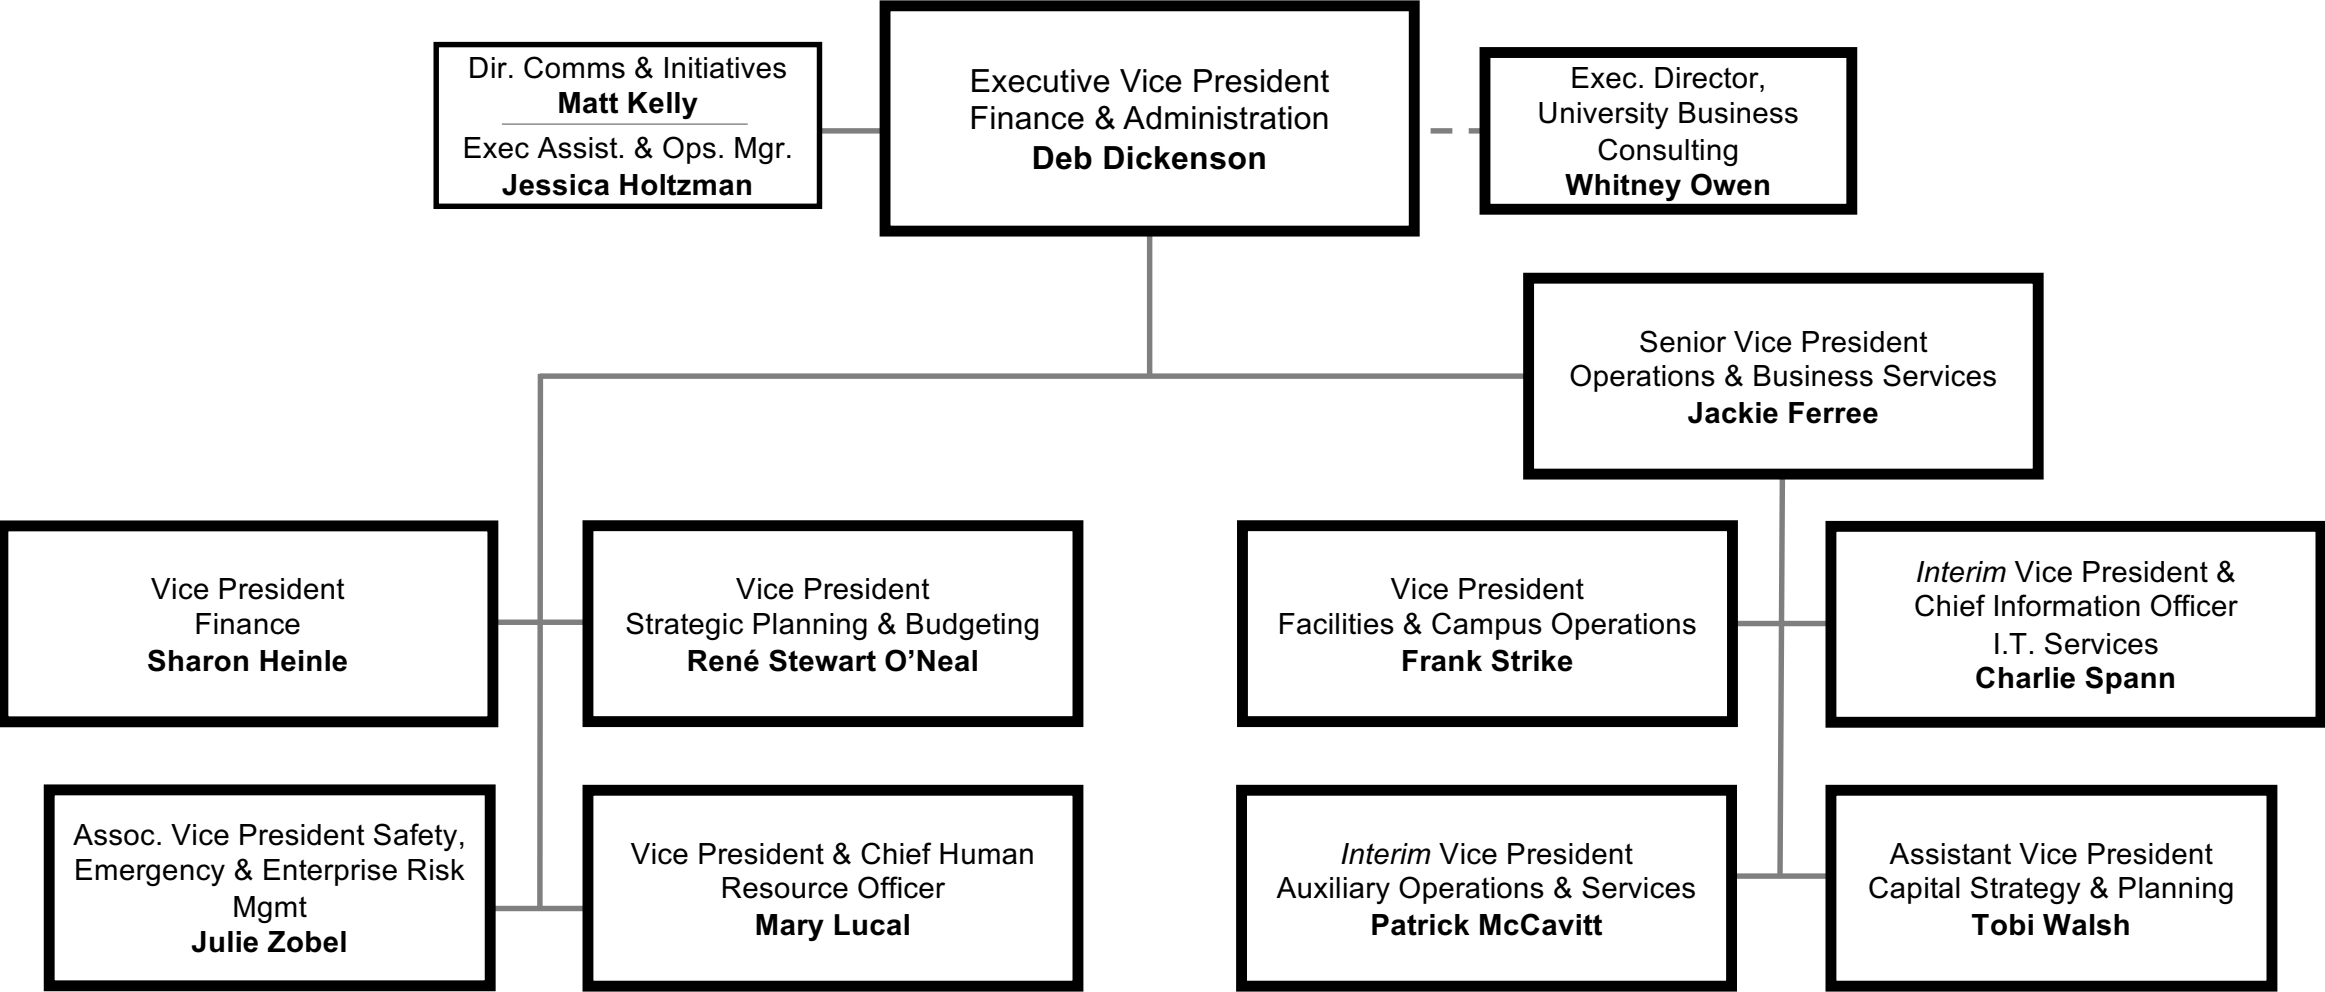 Dir. Comms & Initiatives
Matt Kelly
Exec Assist. & Ops. Mgr.
Jessica Holtzman
Executive Vice President
Finance & Administration
Deb Dickenson
Exec. Director,
University Business
Consulting
Whitney Owen
Senior Vice President
Operations & Business Services
Jackie Ferree
Vice President
Finance
Sharon Heinle
Vice President
Strategic Planning & Budgeting
René Stewart O’Neal
Vice President
Facilities & Campus Operations
Frank Strike
Interim Vice President &
Chief Information Officer
I.T. Services
Charlie Spann
Assoc. Vice President Safety,
Emergency & Enterprise Risk
Mgmt
Julie Zobel
Vice President & Chief Human
Resource Officer
Mary Lucal
Interim Vice President
Auxiliary Operations & Services
Patrick McCavitt
Assistant Vice President
Capital Strategy & Planning
Tobi Walsh